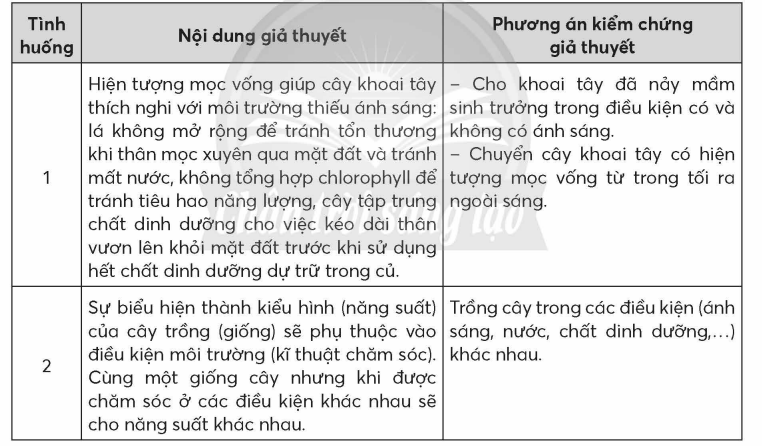 Tình
huống
Nội dung giả thuyết
Phương án kiểm chứng
giả thuyết
1
Hiện tượng mọc vống giúp cây khoai tây
thích nghi với môi trường thiếu ánh sáng:
lá không mở rộng để tránh tổn thương
khi thân mọc xuyên qua mặt đất và tránh
mất nước, không tổng hợp chlorophyll để
tránh tiêu hao năng lượng, cây tập trung
chất dinh dưỡng cho việc kéo dài thân
vươn lên khỏi mặt đất trước khi sử dụng
hết chất dinh dưỡng dự trữ trong củ.
– Cho khoai tây đã nảy mầm
sinh trưởng trong điều kiện có và
không có ánh sáng.
– Chuyển cây khoai tây có hiện
tượng mọc vống từ trong tối ra
ngoài sáng.
2
Sự biểu hiện thành kiểu hình (năng suất)
của cây trồng (giống) sẽ phụ thuộc vào
điều kiện môi trường (kĩ thuật chăm sóc).
Cùng một giống cây nhưng khi được
chăm sóc ở các điều kiện khác nhau sẽ
cho năng suất khác nhau.
Trồng cây trong các điều kiện (ánh
sáng, nước, chất dinh dưỡng,...)
khác nhau.
Chân trời sáng tạo